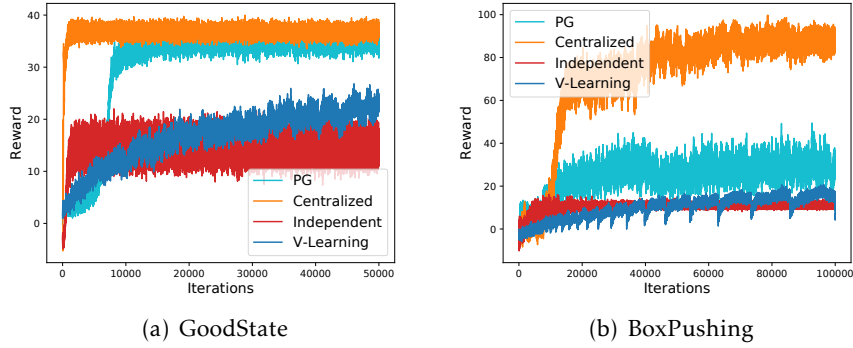 40
30
20
10
0
Reward
0
10000
20000
30000
40000
50000
Iterations
PG
Centralized
Independent
V-Learning
(a) GoodState
100
80
60
40
20
0
Reward
0
20000
40000
60000
80000
100000
Iterations
PG
Centralized
Independent
V-Learning
(b) BoxPushing